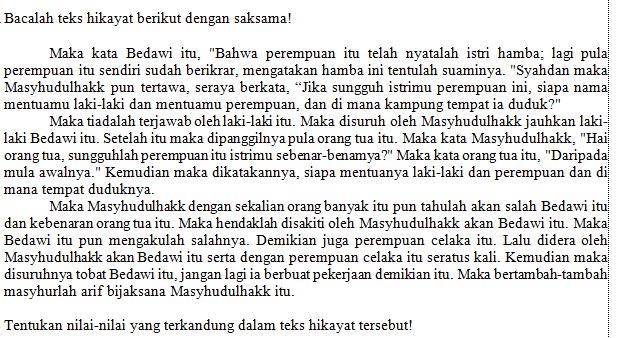 Bacalah teks hikayat berikut dengan saksama!
Maka kata Bedawi itu, "Bahwa perempuan itu telah nyatalah istri hamba; lagi pula
perempuan itu sendiri sudah berikrar, mengatakan hamba ini tentulah suaminya. "Syahdan maka
Masyhudulhakk pun tertawa, seraya berkata, “Jika sungguh istrimu perempuan ini, siapa nama
mentuamu laki-laki dan mentuamu perempuan, dan di mana kampung tempat ia duduk?"
Maka tiadalah terjawab oleh laki-laki itu. Maka disuruh oleh Masyhudulhakk jauhkan laki-
laki Bedawi itu. Setelah itu maka dipanggilnya pula orang tua itu. Maka kata Masyhudulhakk, "Hai
orang tua, sungguhlah perempuan itu istrimu sebenar-benamya?" Maka kata orang tua itu, "Daripada
mula awalnya." Kemudian maka dikatakannya, siapa mentuanya laki-laki dan perempuan dan di
mana tempat duduknya.
Maka Masyhudulhakk dengan sekalian orang banyak itu pun tahulah akan salah Bedawi itu
dan kebenaran orang tua itu. Maka hendaklah disakiti oleh Masyhudulhakk akan Bedawi itu. Maka
Bedawi itu pun mengakulah salahnya. Demikian juga perempuan celaka itu. Lalu didera oleh
Masyhudulhakk akan Bedawi itu serta dengan perempuan celaka itu seratus kali. Kemudian maka
disuruhnya tobat Bedawi itu, jangan lagi ia berbuat pekerjaan demikian itu. Maka bertambah-tambah
masyhurlah arif bijaksana Masyhudulhakk itu.
Tentukan nilai-nilai yang terkandung dalam teks hikayat tersebut!